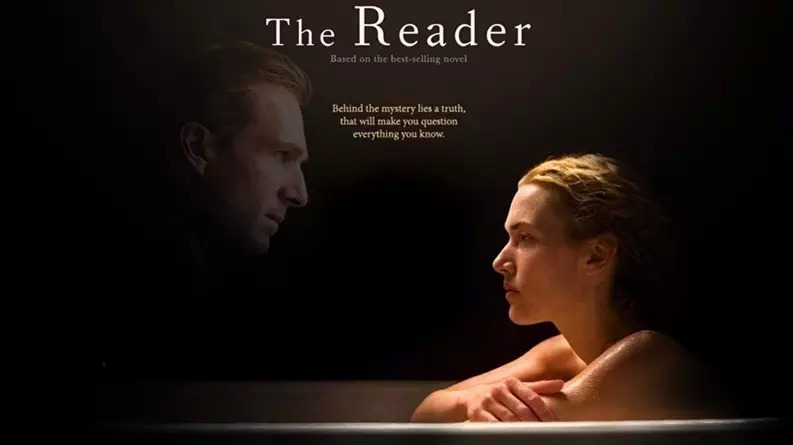 The Reader
Based on the best-selling novel
Behind the mystery lies a truth,
that will make you question
everything you know.